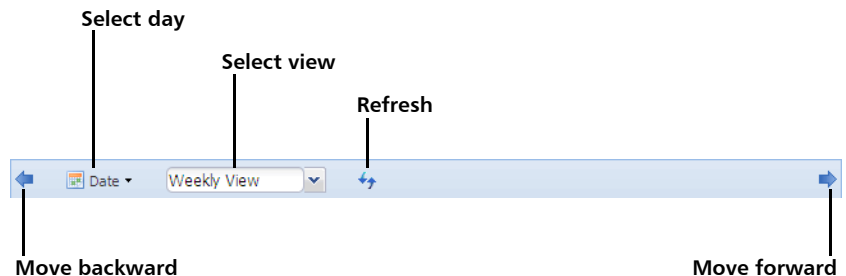 Select day
Select view
Refresh
Date
Weekly View
Move backward
Move forward